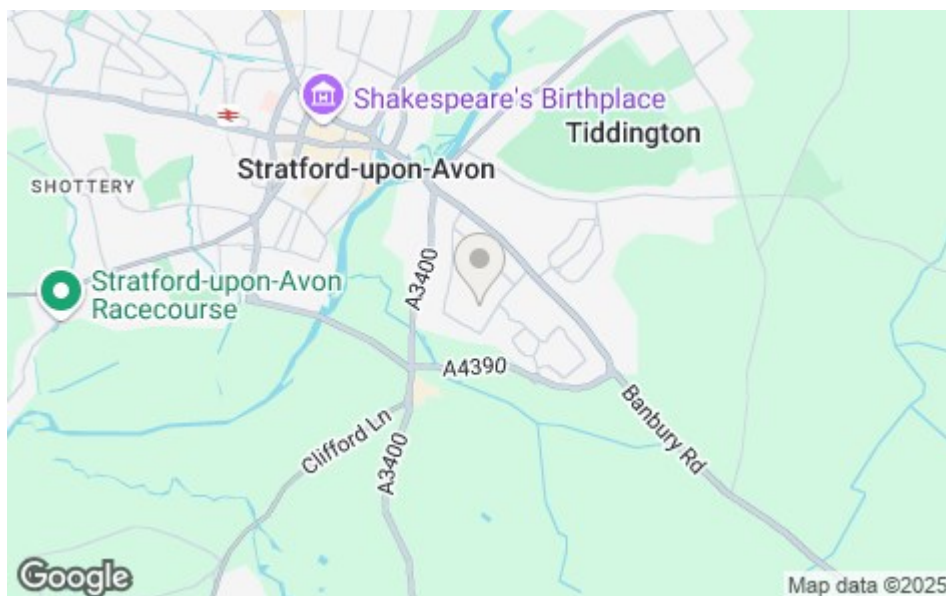 Shakespeare's Birthplace
Tiddington
Stratford-upon-Avon
SHOTTERY
Stratford-upon-Avon
Racecourse
A3400
A4390
Banbury Rd
Clifford Ln
A3400
Google
Map data ©2025